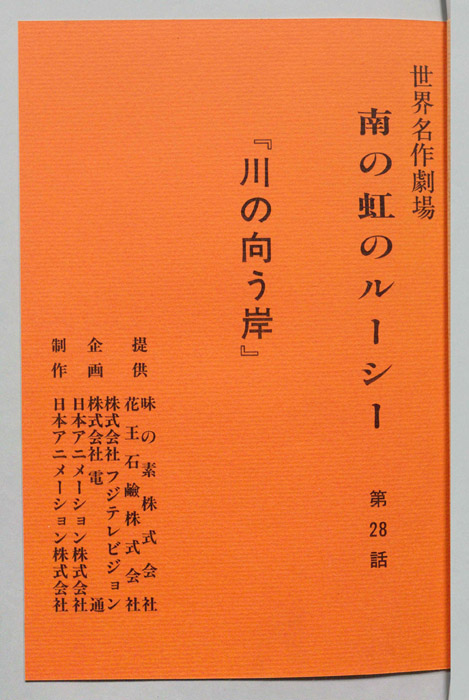 世界名作劇場
南の虹のルーシー 第28話
『川の向う岸』
提供 味の素株式会社
花王石鹸株式会社
企画 株式会社フジテレビジョン
株式会社電通
日本アニメーション株式会社
制作 日本アニメーション株式会社